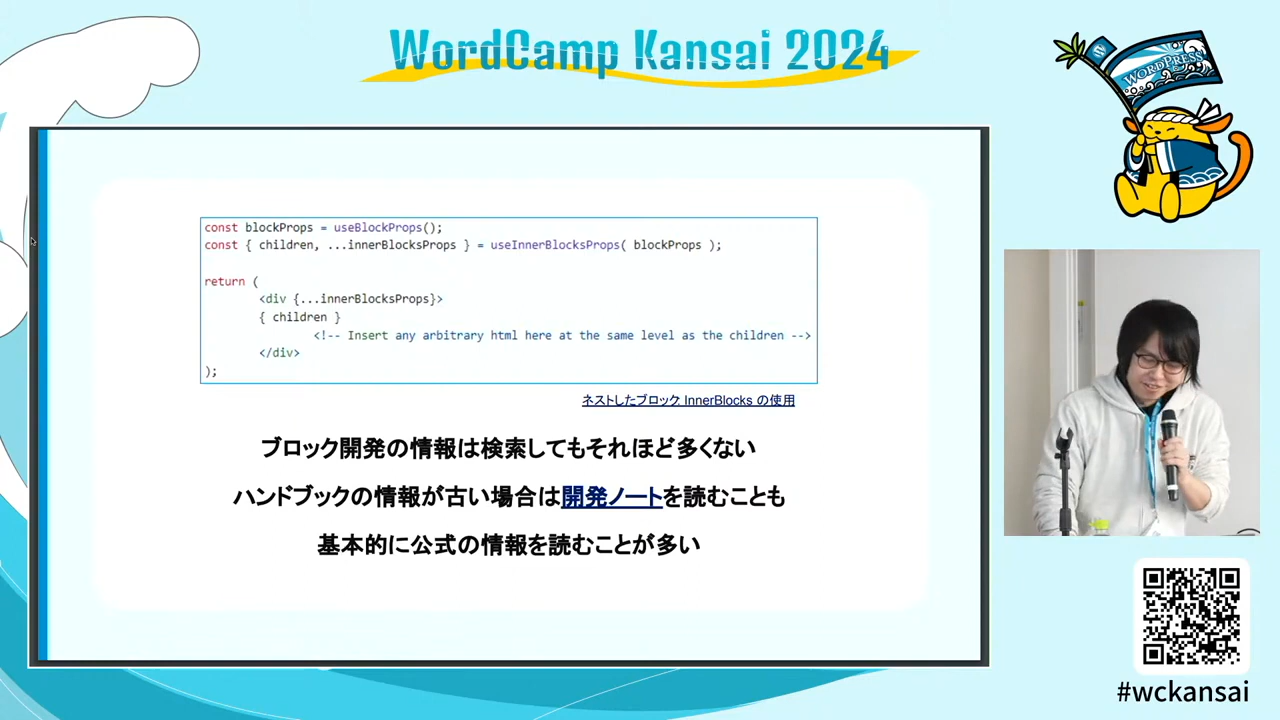 WordCamp Kansai 2024
WORDPRESS
W
const blockProps = useBlockProps();
const { children, ...innerBlocksProps } = useInnerBlocksProps( blockProps );
return (
<div {...innerBlocksProps}>
{ children }
<!-- Insert any arbitrary html here at the same level as the children -->
</div>
);
ネストしたブロック InnerBlocks の使用
ブロック開発の情報は検索してもそれほど多くない
ハンドブックの情報が古い場合は開発ノートを読むことも
基本的に公式の情報を読むことが多い
#wckansai